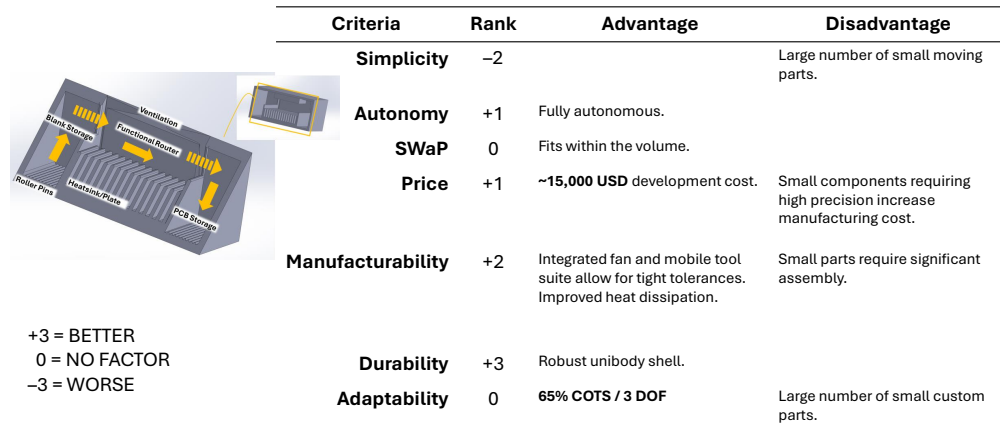 Criteria Rank Advantage Disadvantage
Simplicity –2 Large number of small moving
parts.
Autonomy +1 Fully autonomous.
SWaP 0 Fits within the volume.
Price +1 ~15,000 USD development cost. Small components requiring
high precision increase
manufacturing cost.
Manufacturability +2 Integrated fan and mobile tool Small parts require significant
suite allow for tight tolerances. assembly.
Improved heat dissipation.
Durability +3 Robust unibody shell.
Adaptability 0 65% COTS / 3 DOF Large number of small custom
parts.
Ventilation
Blank Storage
Functional Router
Roller Pins
Heatsink/Plate
PCB Storage
+3 = BETTER
0 = NO FACTOR
–3 = WORSE